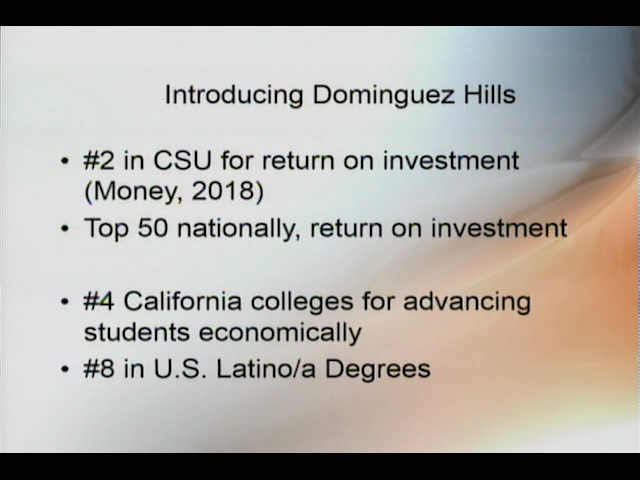 Introducing Dominguez Hills
• #2 in CSU for return on investment
(Money, 2018)
• Top 50 nationally, return on investment
• #4 California colleges for advancing
students economically
• #8 in U.S. Latino/a Degrees